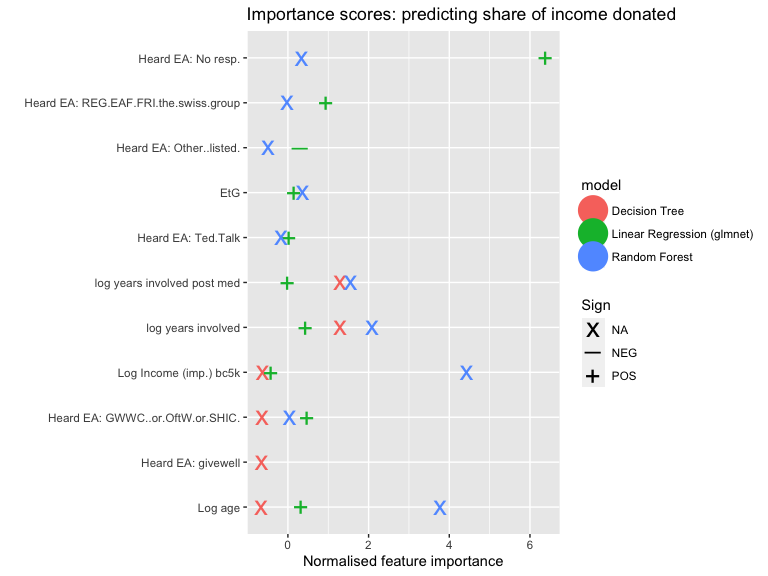 Importance scores: predicting share of income donated
Heard EA: No resp.
Heard EA: REG.EAF.FRI.the.swiss.group
Heard EA: Other..listed.
EtG
Heard EA: Ted.Talk
log years involved post med
log years involved
Log Income (imp.) bc5k
Heard EA: GWWC..or.OftW.or.SHIC.
Heard EA: givewell
Log age
0 2 4 6
Normalised feature importance
model
Decision Tree
Linear Regression (glmnet)
Random Forest
Sign
NA
NEG
POS